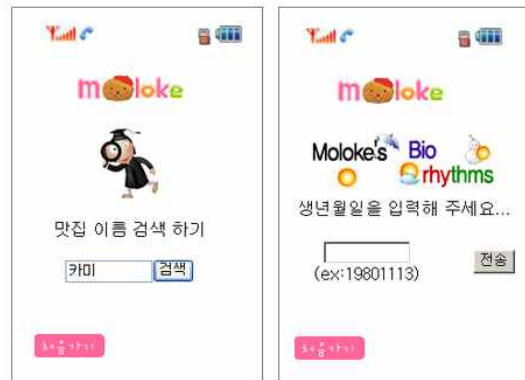 moloke
맛집 이름 검색 하기
카미 검색
처음가기
moloke
Moloke's Bio
rhythms
생년월일을 입력해 주세요...
전송
(ex:19801113)
처음가기